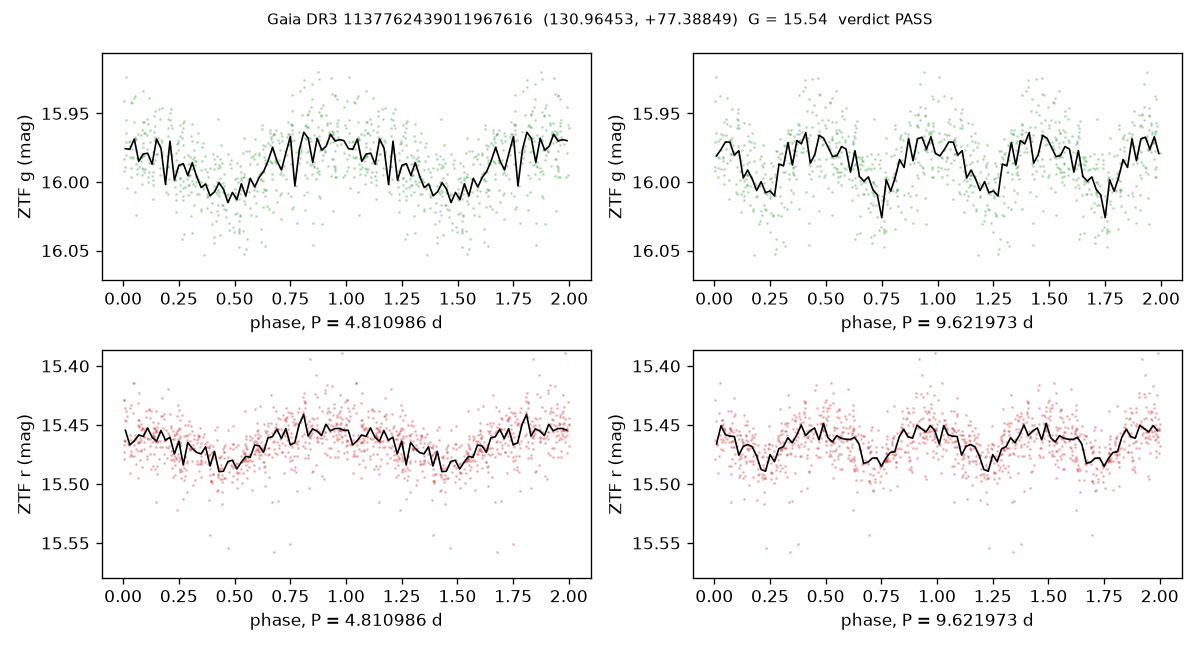 Gaia DR3 1137762439011967616 (130.96453, +77.38849) G = 15.54 verdict PASS
ZTF g (mag)
15.95
16.00
16.05
0.00 0.25 0.50 0.75 1.00 1.25 1.50 1.75 2.00
phase, P = 4.810986 d
ZTF g (mag)
15.95
16.00
16.05
0.00 0.25 0.50 0.75 1.00 1.25 1.50 1.75 2.00
phase, P = 9.621973 d
ZTF r (mag)
15.40
15.45
15.50
15.55
0.00 0.25 0.50 0.75 1.00 1.25 1.50 1.75 2.00
phase, P = 4.810986 d
ZTF r (mag)
15.40
15.45
15.50
15.55
0.00 0.25 0.50 0.75 1.00 1.25 1.50 1.75 2.00
phase, P = 9.621973 d